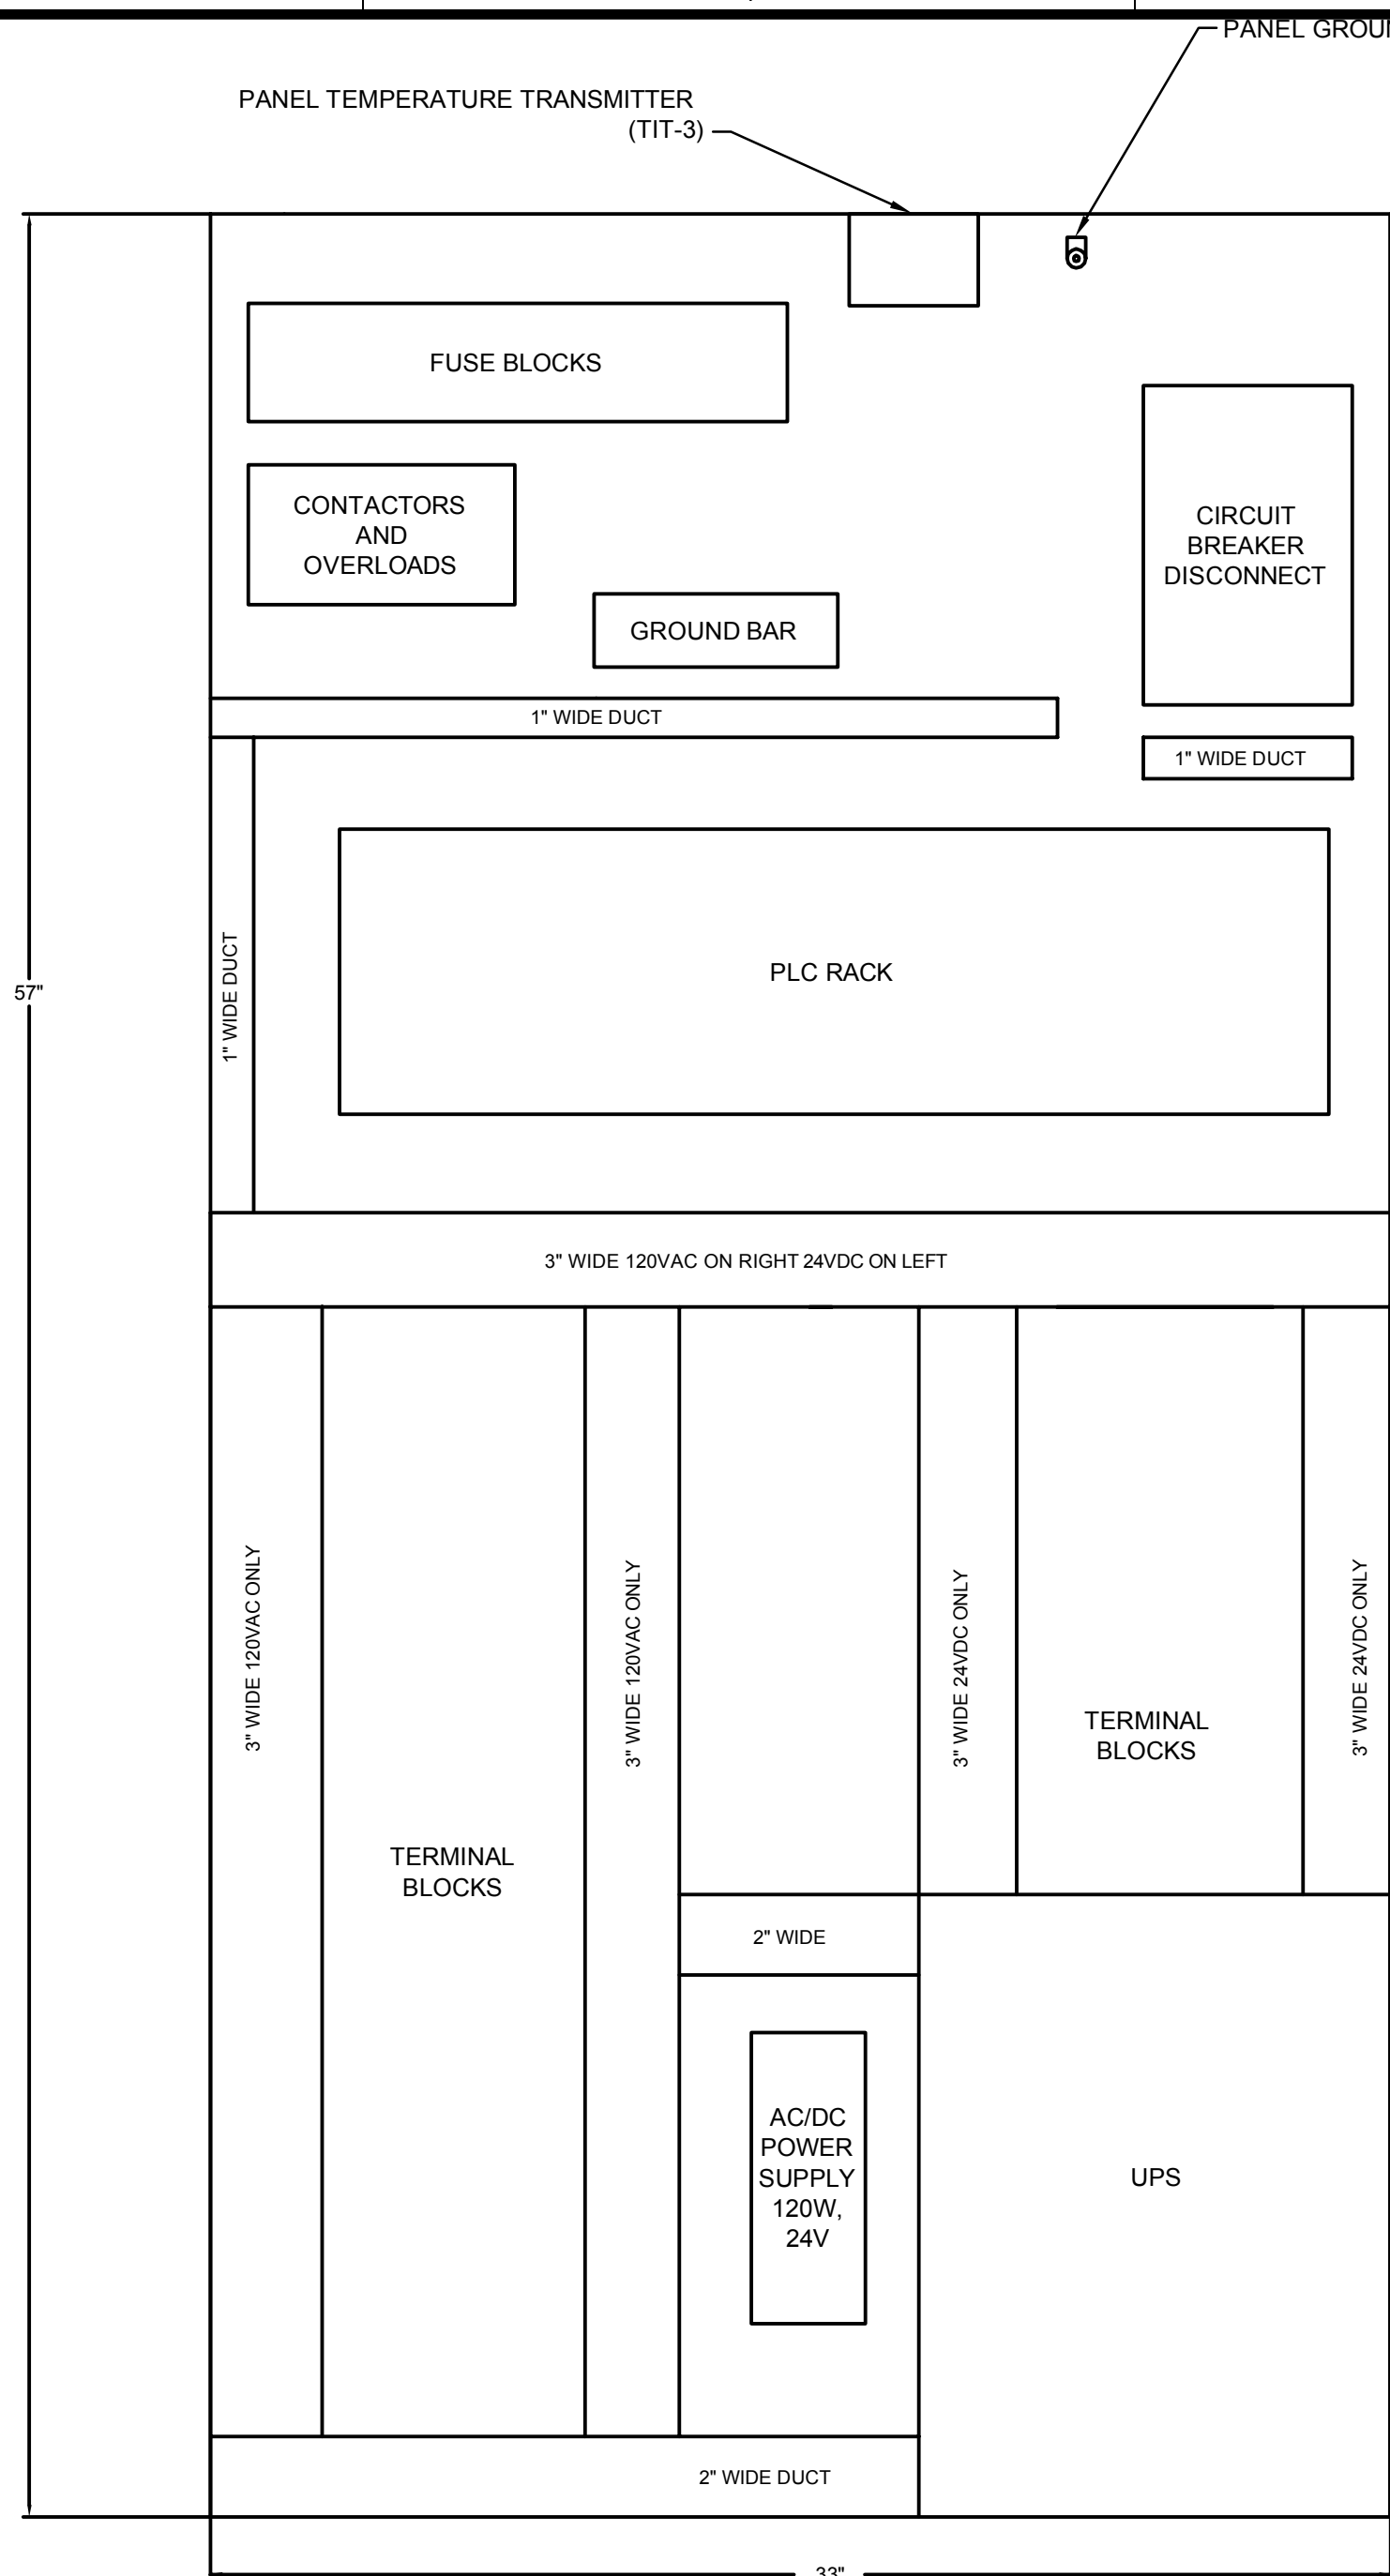 PANEL GROUN
PANEL TEMPERATURE TRANSMITTER
(TIT-3)
FUSE BLOCKS
CONTACTORS
AND
OVERLOADS
CIRCUIT
BREAKER
DISCONNECT
GROUND BAR
1" WIDE DUCT
1" WIDE DUCT
1" WIDE DUCT
PLC RACK
57"
3" WIDE 120VAC ON RIGHT 24VDC ON LEFT
3" WIDE 120VAC ONLY
3" WIDE 120VAC ONLY
3" WIDE 24VDC ONLY
3" WIDE 24VDC ONLY
TERMINAL
BLOCKS
TERMINAL
BLOCKS
2" WIDE
AC/DC
POWER
SUPPLY
120W,
24V
UPS
2" WIDE DUCT
33"